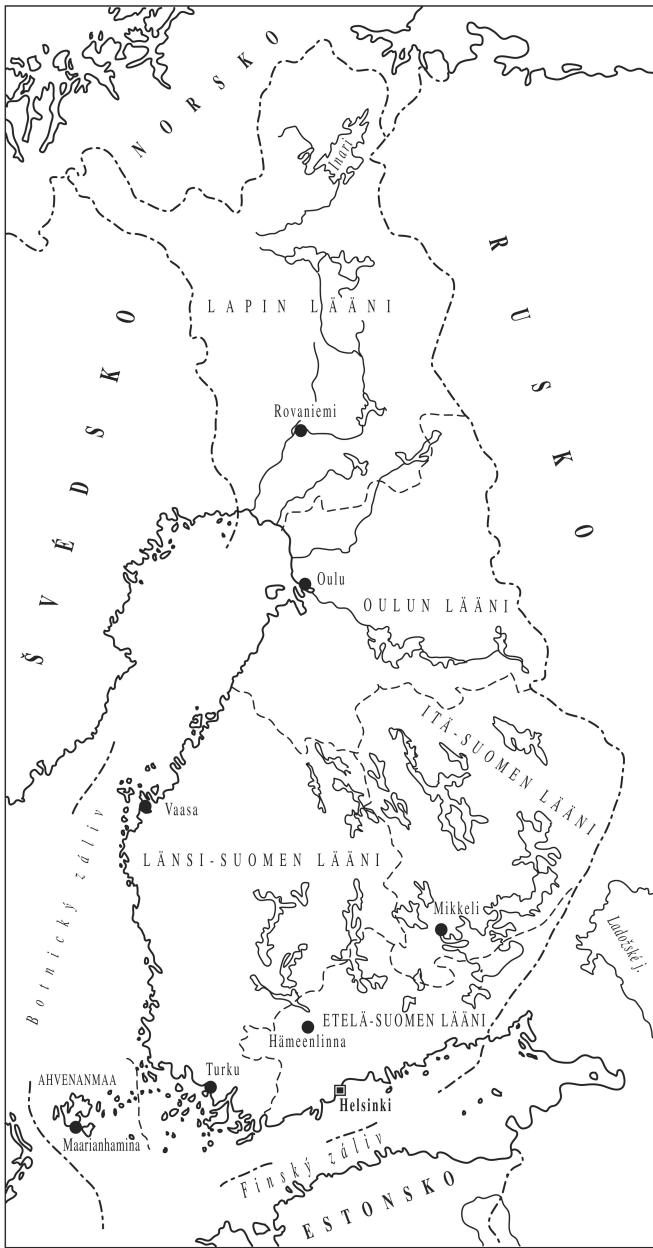 NORSKO
Inari
RUSKO
LAPIN LÄÄNI
ŠVÉDSKO
Rovaniemi
Oulu
OULUN LÄÄNI
ITÄ-SUOMEN LÄÄNI
Vaasa
LÄNSI-SUOMEN LÄÄNI
Mikkeli
Botnický záliv
Ladožské j.
ETELÄ-SUOMEN LÄÄNI
Hämeenlinna
Turku
AHVENANMAA
Helsinki
Maarianhamina
Finský záliv
ESTONSKO